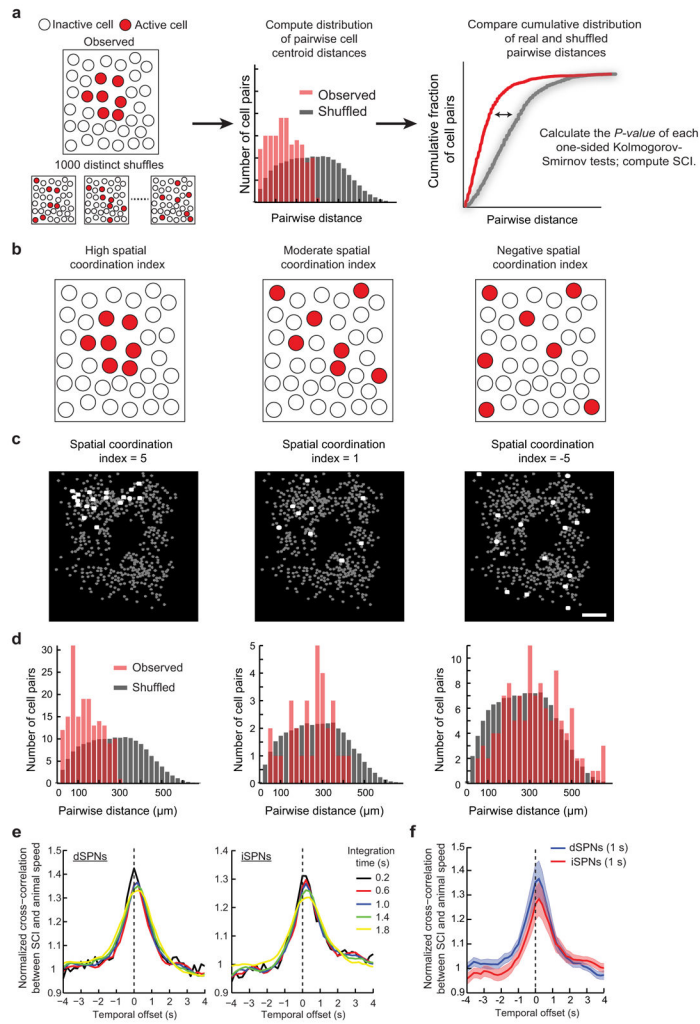 a
Inactive cell Active cell
Observed
1000 distinct shuffles
Compute distribution
of pairwise cell
centroid distances
Number of cell pairs
Observed
Shuffled
Pairwise distance
Compare cumulative distribution
of real and shuffled
pairwise distances
Cumulative fraction
of cell pairs
Calculate the P-value of each
one-sided Kolmogorov-
Smirnov tests; compute SCI.
Pairwise distance
b
High spatial
coordination index
Moderate spatial
coordination index
Negative spatial
coordination index
c
Spatial coordination
index = 5
Spatial coordination
index = 1
Spatial coordination
index = -5
d
Number of cell pairs
30
25
20
15
10
5
0
Observed
Shuffled
100 300 500
Pairwise distance (µm)
Number of cell pairs
5
4
3
2
1
0
100 300 500
Pairwise distance (µm)
Number of cell pairs
10
8
6
4
2
0
100 300 500
Pairwise distance (µm)
e
Normalized cross-correlation
between SCI and animal speed
1.5
1.4
1.3
1.2
1.1
1
0.9
dSPNs
-4 -3 -2 -1 0 1 2 3 4
Temporal offset (s)
1.4
1.3
1.2
1.1
1
0.9
iSPNs
Integration
time (s)
0.2
0.6
1.0
1.4
1.8
-4 -3 -2 -1 0 1 2 3 4
Temporal offset (s)
f
Normalized cross-correlation
between SCI and animal speed
1.5
1.4
1.3
1.2
1.1
1.0
0.9
dSPNs (1 s)
iSPNs (1 s)
-4 -3 -2 -1 0 1 2 3 4
Temporal offset (s)